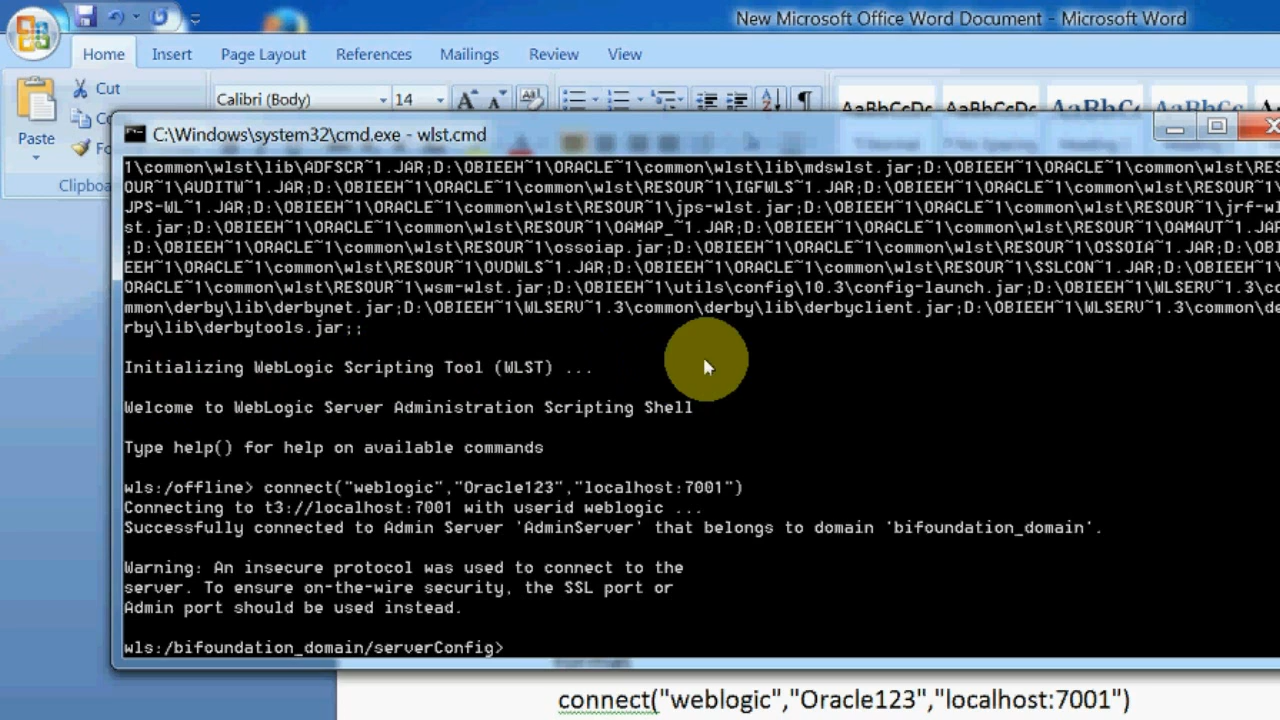 New Microsoft Office Word Document - Microsoft Word
Home Insert Page Layout References Mailings Review View
Cut
Calibri (Body) 14
AaBbCcDc AaBbCcDc AaBbC AaBbCc
Paste
Clipboa
C:\Windows\system32\cmd.exe - wlst.cmd
1\common\wlst\lib\ADFSCR~1.JAR;D:\OBIEEH~1\ORACLE~1\common\wlst\lib\mdswlst.jar;D:\OBIEEH~1\ORACLE~1\common\wlst\RES
OUR~1\AUDITW~1.JAR;D:\OBIEEH~1\ORACLE~1\common\wlst\RESOUR~1\IGFWLS~1.JAR;D:\OBIEEH~1\ORACLE~1\common\wlst\RESOUR~1\
JPS-WL~1.JAR;D:\OBIEEH~1\ORACLE~1\common\wlst\RESOUR~1\jps-wlst.jar;D:\OBIEEH~1\ORACLE~1\common\wlst\RESOUR~1\jrf-wl
st.jar;D:\OBIEEH~1\ORACLE~1\common\wlst\RESOUR~1\OAMAP_~1.JAR;D:\OBIEEH~1\ORACLE~1\common\wlst\RESOUR~1\OAMAUT~1.JAR
;D:\OBIEEH~1\ORACLE~1\common\wlst\RESOUR~1\ossoiap.jar;D:\OBIEEH~1\ORACLE~1\common\wlst\RESOUR~1\OSSOIA~1.JAR;D:\OBI
EEH~1\ORACLE~1\common\wlst\RESOUR~1\OVDWLS~1.JAR;D:\OBIEEH~1\ORACLE~1\common\wlst\RESOUR~1\SSLCON~1.JAR;D:\OBIEEH~1\
ORACLE~1\common\wlst\RESOUR~1\wsm-wlst.jar;D:\OBIEEH~1\utils\config\10.3\config-launch.jar;D:\OBIEEH~1\WLSERV~1.3\co
mmon\derby\lib\derbynet.jar;D:\OBIEEH~1\WLSERV~1.3\common\derby\lib\derbyclient.jar;D:\OBIEEH~1\WLSERV~1.3\common\de
rby\lib\derbytools.jar;;
Initializing WebLogic Scripting Tool (WLST) ...
Welcome to WebLogic Server Administration Scripting Shell
Type help() for help on available commands
wls:/offline> connect("weblogic","Oracle123","localhost:7001")
Connecting to t3://localhost:7001 with userid weblogic ...
Successfully connected to Admin Server 'AdminServer' that belongs to domain 'bifoundation_domain'.
Warning: An insecure protocol was used to connect to the
server. To ensure on-the-wire security, the SSL port or
Admin port should be used instead.
wls:/bifoundation_domain/serverConfig>
connect("weblogic","Oracle123","localhost:7001")